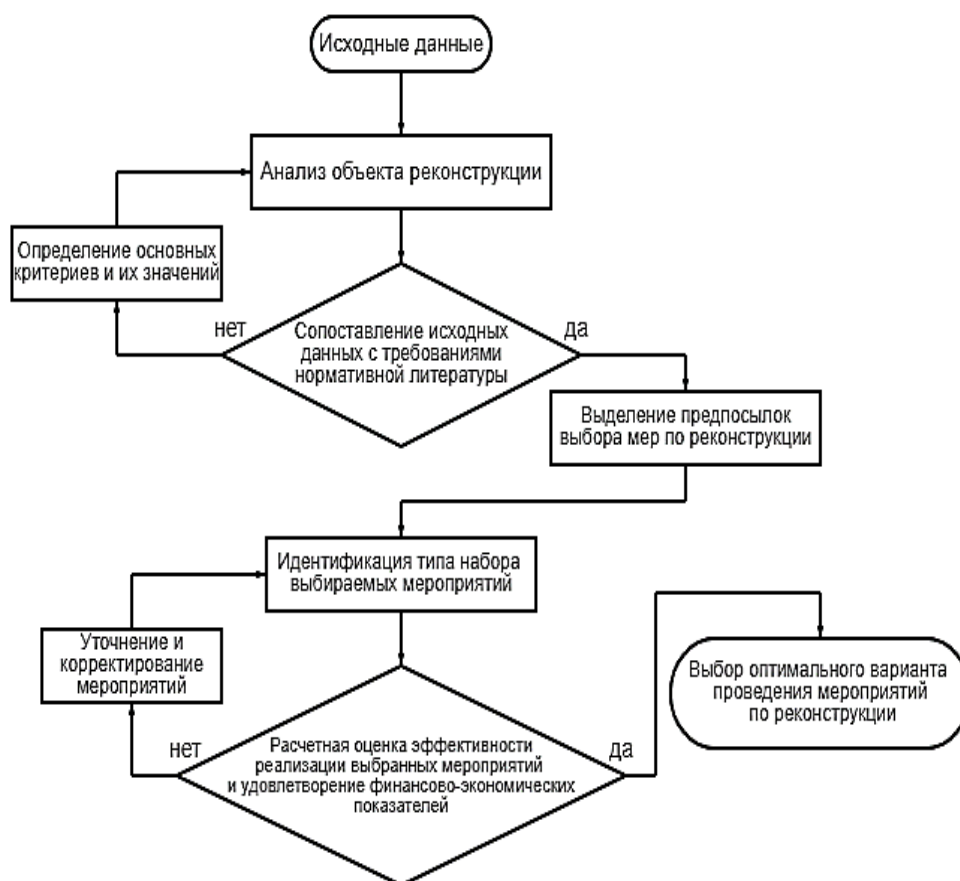 Исходные данные
Анализ объекта реконструкции
Определение основных
критериев и их значений
нет
да
Сопоставление исходных
данных с требованиями
нормативной литературы
Выделение предпосылок
выбора мер по реконструкции
Идентификация типа набора
выбираемых мероприятий
Уточнение и
корректирование
мероприятий
Выбор оптимального варианта
проведения мероприятий
по реконструкции
нет
да
Расчетная оценка эффективности
реализации выбранных мероприятий
и удовлетворение финансово-экономических
показателей